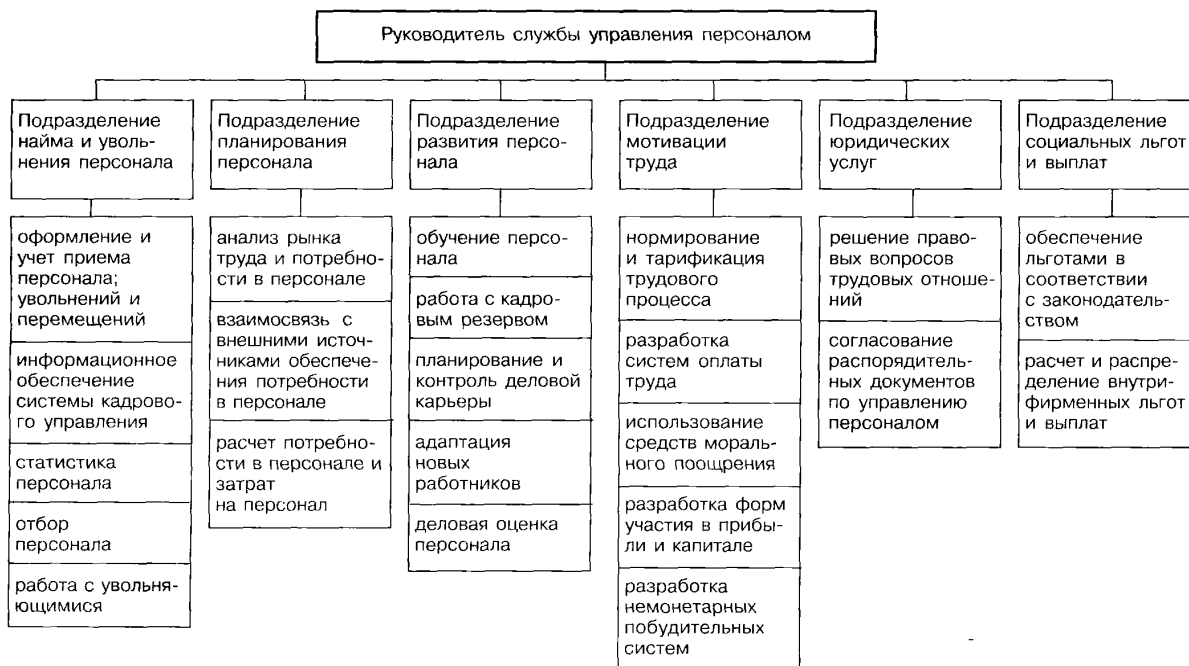 Руководитель службы управления персоналом
Подразделение
найма и уволь-
нения персонала
Подразделение
планирования
персонала
Подразделение
развития персо-
нала
Подразделение
мотивации
труда
Подразделение
юридических
услуг
Подразделение
социальных льгот
и выплат
оформление и
учет приема
персонала;
увольнений и
перемещений
информационное
обеспечение
системы кадрово-
го управления
статистика
персонала
отбор
персонала
работа с увольня-
ющимися
анализ рынка
труда и потребно-
сти в персонале
взаимосвязь с
внешними источ-
никами обеспече-
ния потребности
в персонале
расчет потребно-
сти в персонале и
затрат
на персонал
обучение персо-
нала
работа с кадро-
вым резервом
планирование и
контроль деловой
карьеры
адаптация
новых
работников
деловая оценка
персонала
нормирование
и тарификация
трудового
процесса
разработка
систем оплаты
труда
использование
средств мораль-
ного поощрения
разработка форм
участия в прибы-
ли и капитале
разработка
немонетарных
побудительных
систем
решение право-
вых вопросов
трудовых отноше-
ний
согласование
распорядитель-
ных документов
по управлению
персоналом
обеспечение
льготами в
соответствии
с законодатель-
ством
расчет и распре-
деление внутри-
фирменных льгот
и выплат